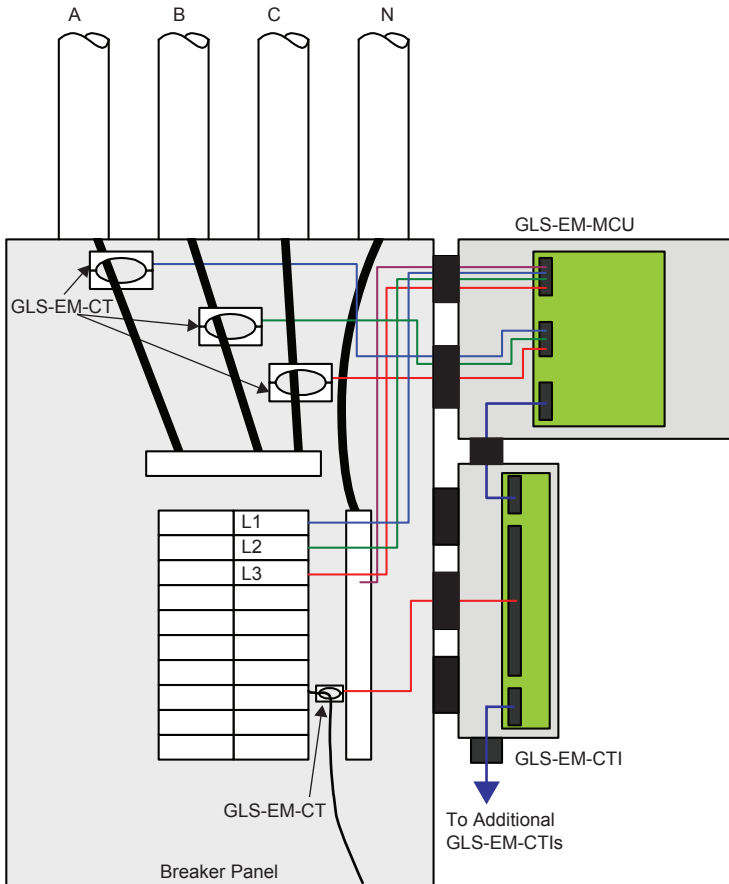 A B C N
GLS-EM-MCU
GLS-EM-CT
L1
L2
L3
GLS-EM-CTI
GLS-EM-CT
To Additional
GLS-EM-CTIs
Breaker Panel